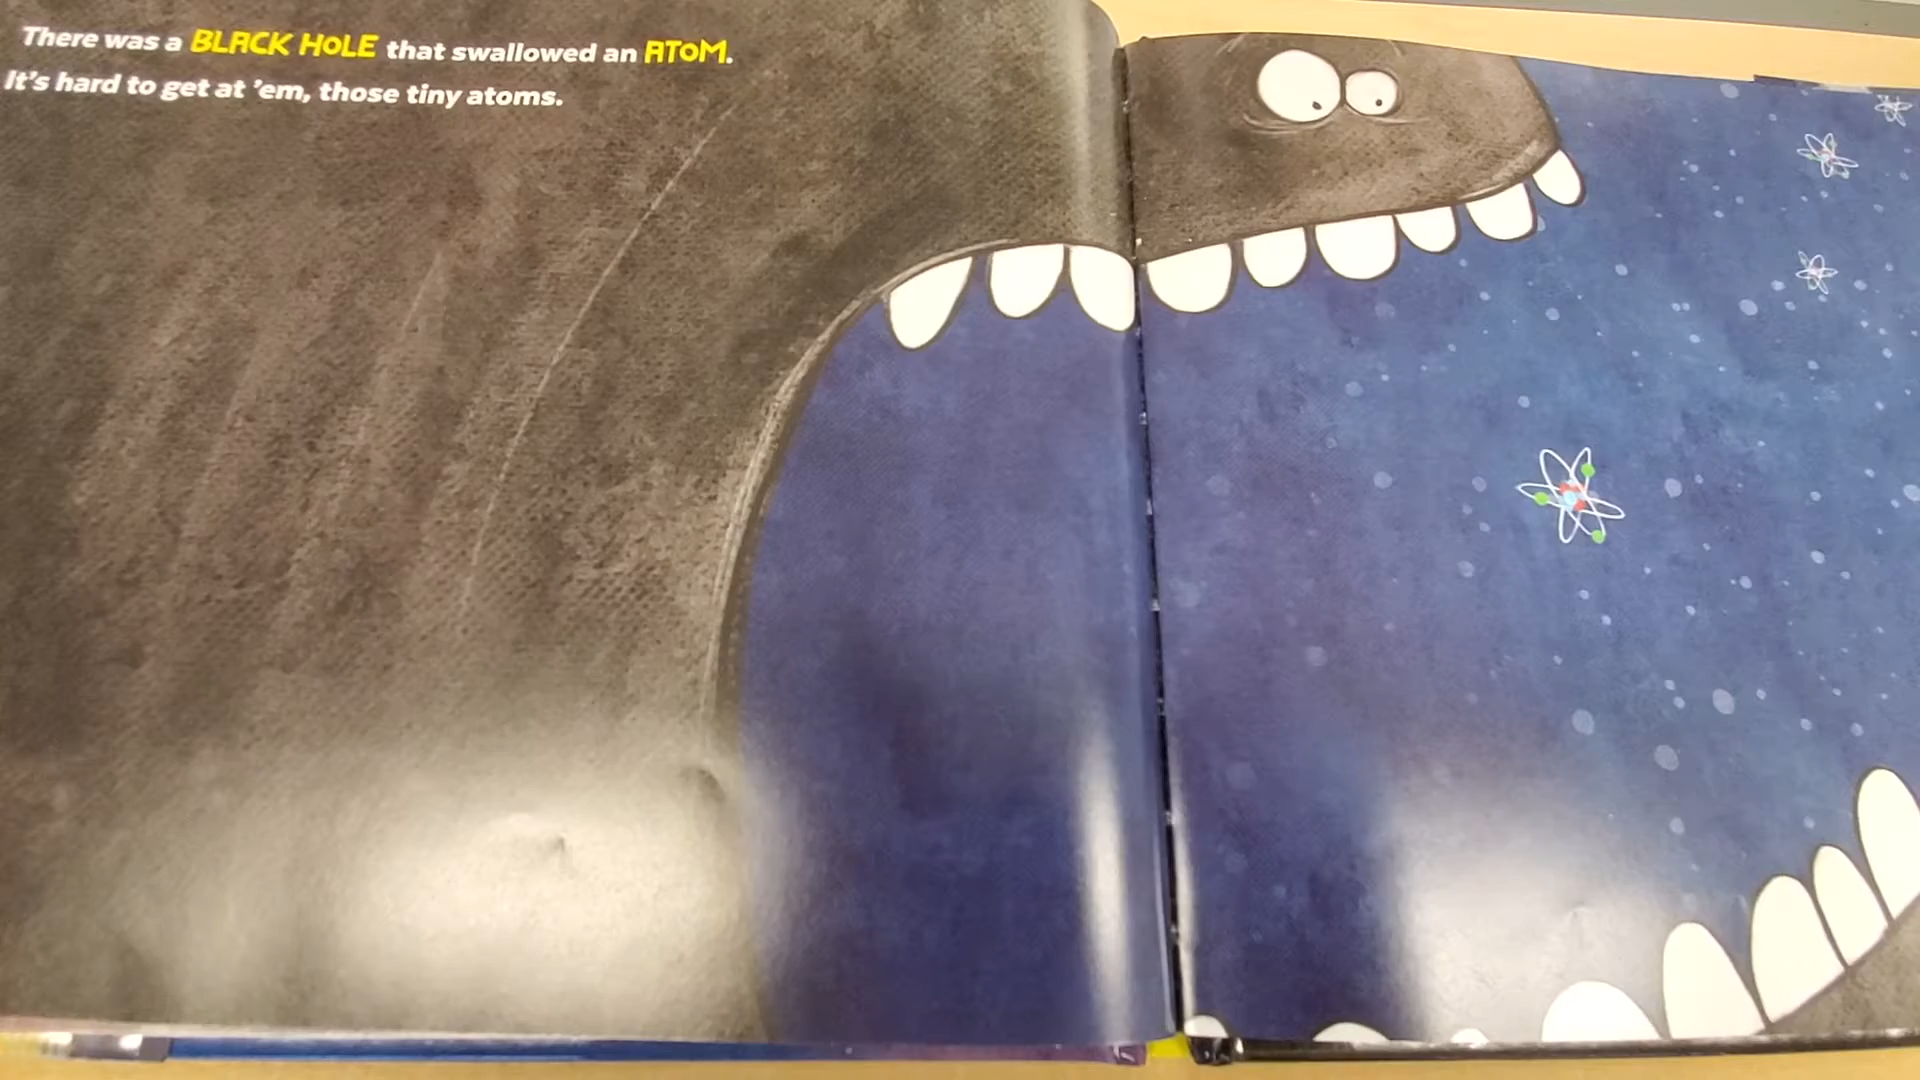 There was a BLACK HOLE that swallowed an ATOM.
It's hard to get at 'em, those tiny atoms.